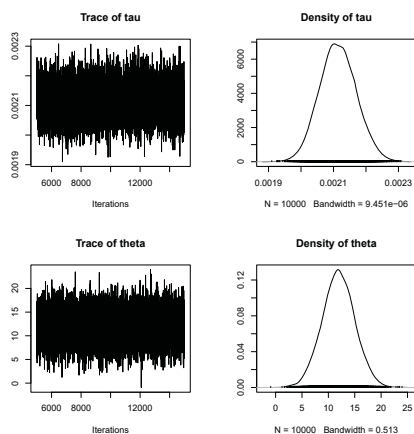 Trace of tau
0.0019 0.0021 0.0023
6000 8000 12000
Iterations
Density of tau
0 2000 4000 6000
0.0019 0.0021 0.0023
N = 10000 Bandwidth = 9.451e−06
Trace of theta
0 5 10 15 20
6000 8000 12000
Iterations
Density of theta
0.00 0.04 0.08 0.12
0 5 10 15 20 25
N = 10000 Bandwidth = 0.513